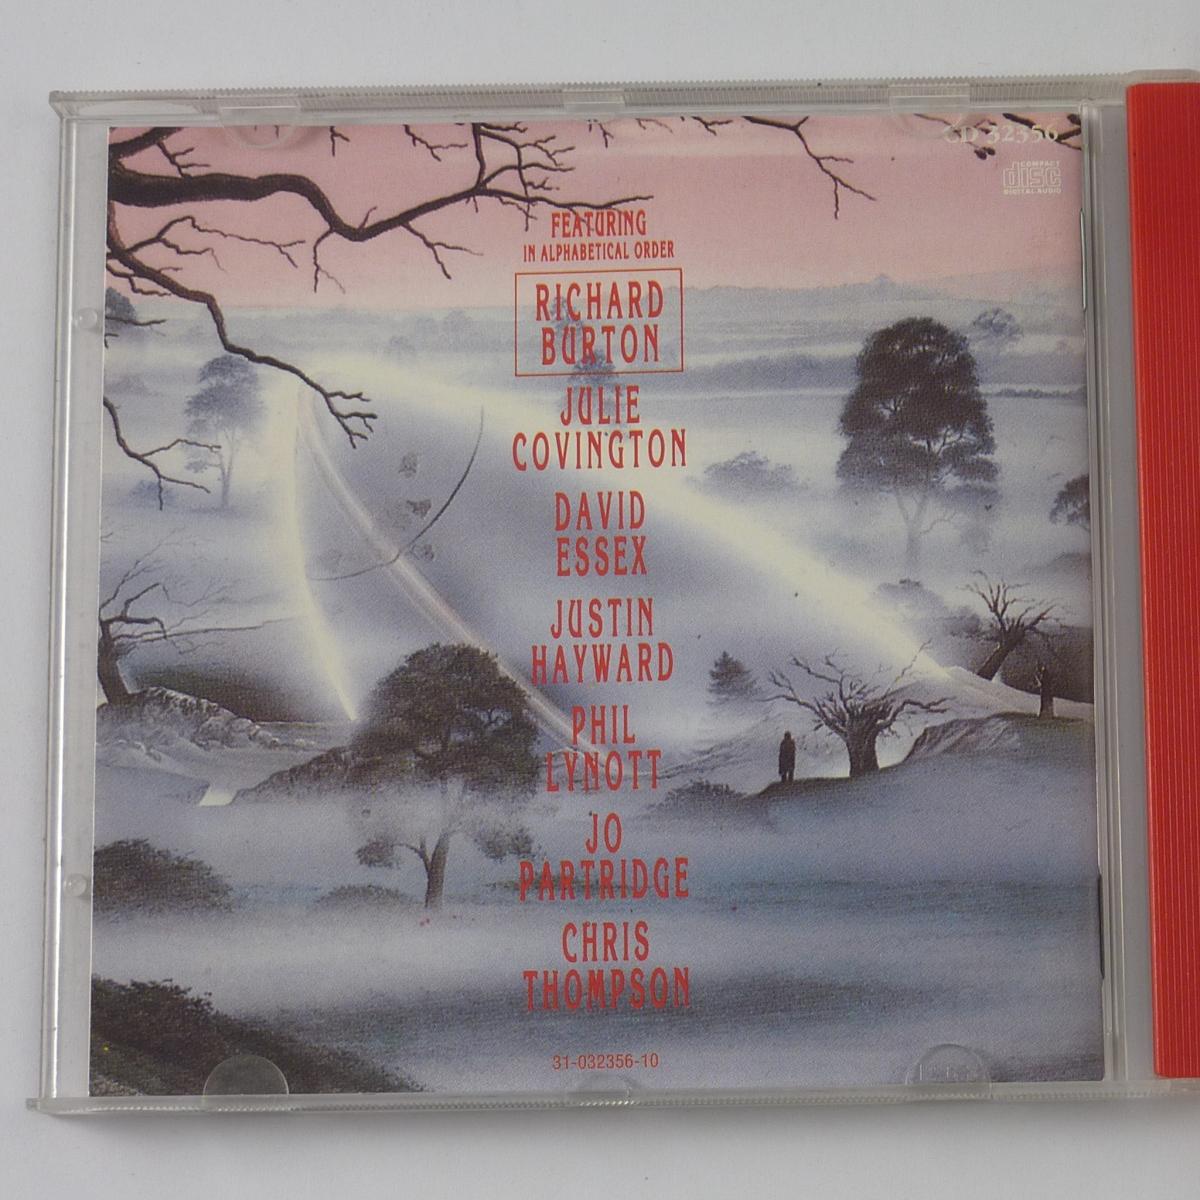 CD 32356
COMPACT
disc
DIGITAL AUDIO
FEATURING
IN ALPHABETICAL ORDER
RICHARD
BURTON
JULIE
COVINGTON
DAVID
ESSEX
JUSTIN
HAYWARD
PHIL
LYNOTT
JO
PARTRIDGE
CHRIS
THOMPSON
31-032356-10